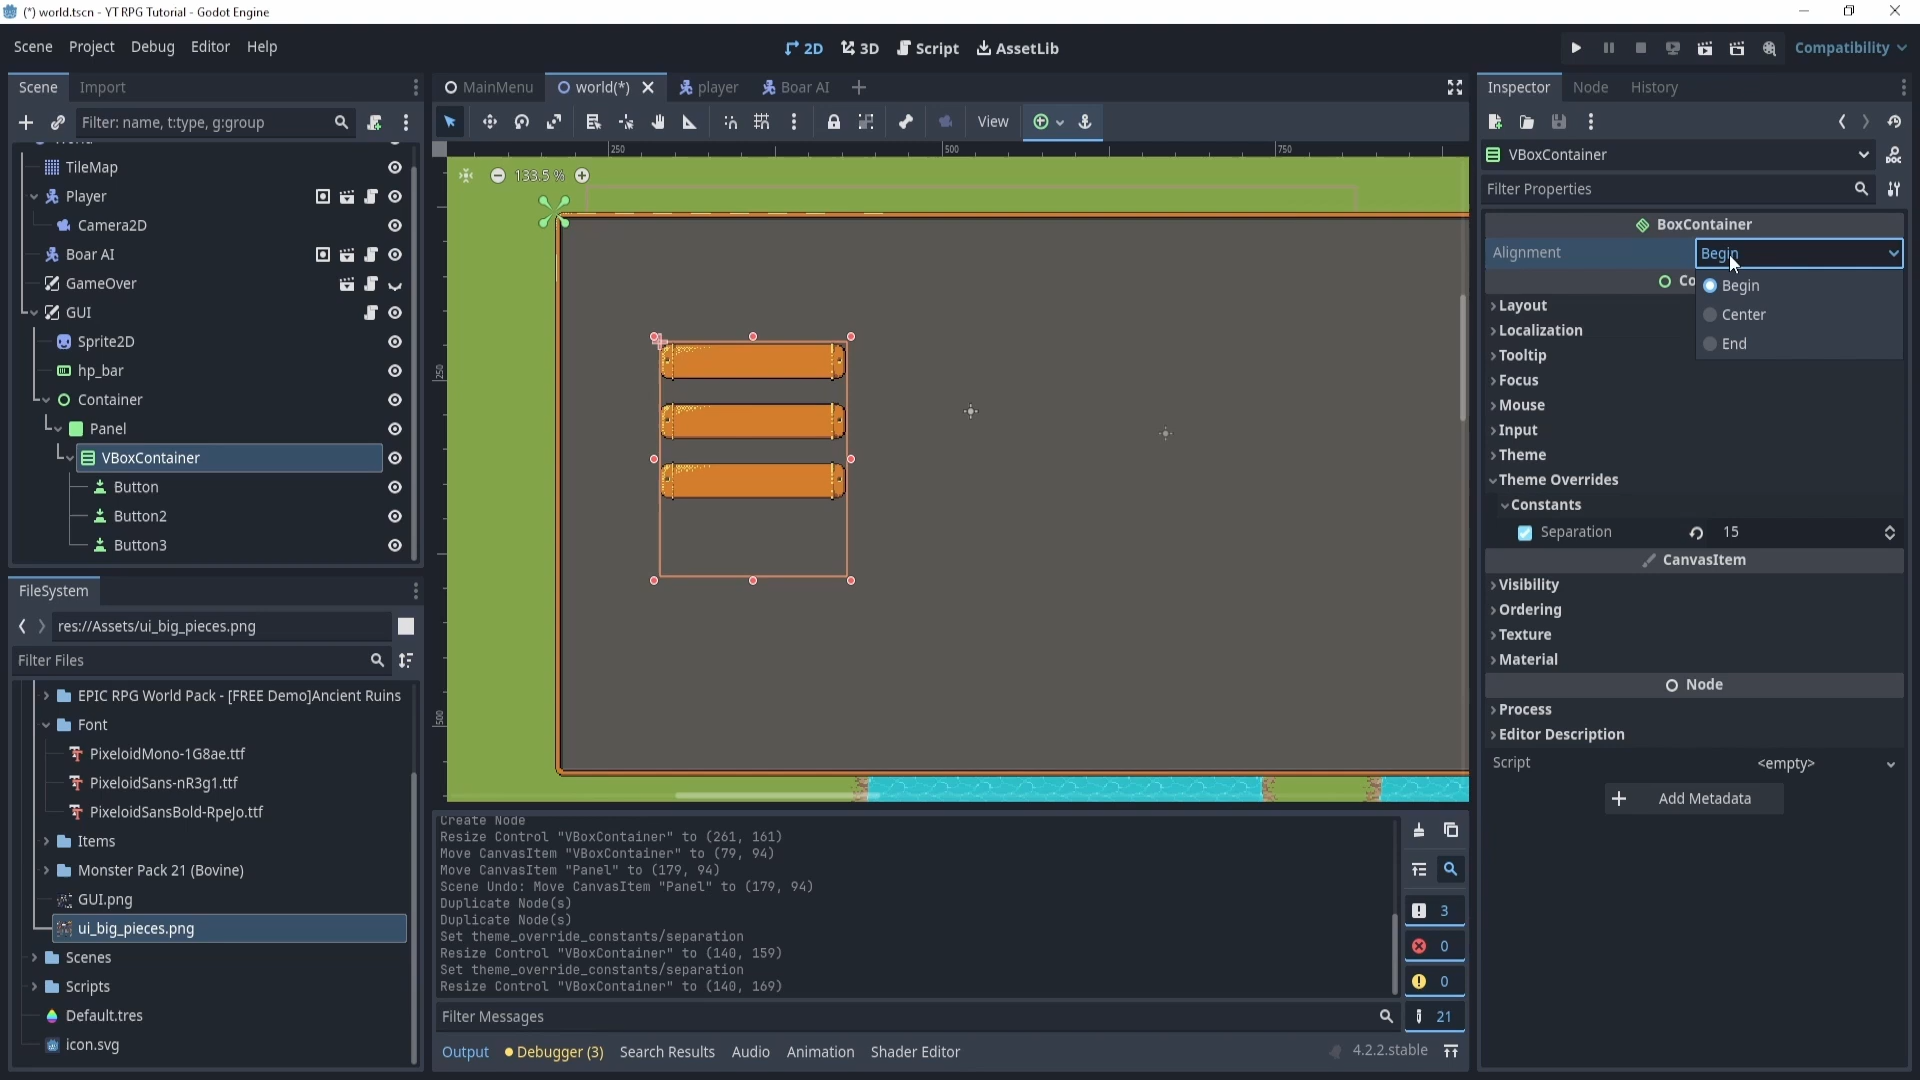 (*) world.tscn - YT RPG Tutorial - Godot Engine
Scene Project Debug Editor Help
2D 3D Script AssetLib
Compatibility
Scene Import
Filter: name, t:type, g:group
TileMap
Player
Camera2D
Boar AI
GameOver
GUI
Sprite2D
hp_bar
Container
Panel
VBoxContainer
Button
Button2
Button3
FileSystem
res://Assets/ui_big_pieces.png
Filter Files
EPIC RPG World Pack - [FREE Demo]Ancient Ruins
Font
PixeloidMono-1G8ae.ttf
PixeloidSans-nR3g1.ttf
PixeloidSansBold-RpeJo.ttf
Items
Monster Pack 21 (Bovine)
GUI.png
ui_big_pieces.png
Scenes
Scripts
Default.tres
icon.svg
MainMenu world(*) player Boar AI
View
250 500 750
133.5 %
250
500
Create Node
Resize Control "VBoxContainer" to (261, 161)
Move CanvasItem "VBoxContainer" to (79, 94)
Move CanvasItem "Panel" to (179, 94)
Scene Undo: Move CanvasItem "Panel" to (179, 94)
Duplicate Node(s)
Duplicate Node(s)
Set theme_override_constants/separation
Resize Control "VBoxContainer" to (140, 159)
Set theme_override_constants/separation
Resize Control "VBoxContainer" to (140, 169)
3
0
0
21
Filter Messages
Output Debugger (3) Search Results Audio Animation Shader Editor 4.2.2.stable
Inspector Node History
VBoxContainer
Filter Properties
BoxContainer
Alignment Begin
Begin
Center
End
Co
Layout
Localization
Tooltip
Focus
Mouse
Input
Theme
Theme Overrides
Constants
Separation 15
CanvasItem
Visibility
Ordering
Texture
Material
Node
Process
Editor Description
Script <empty>
Add Metadata